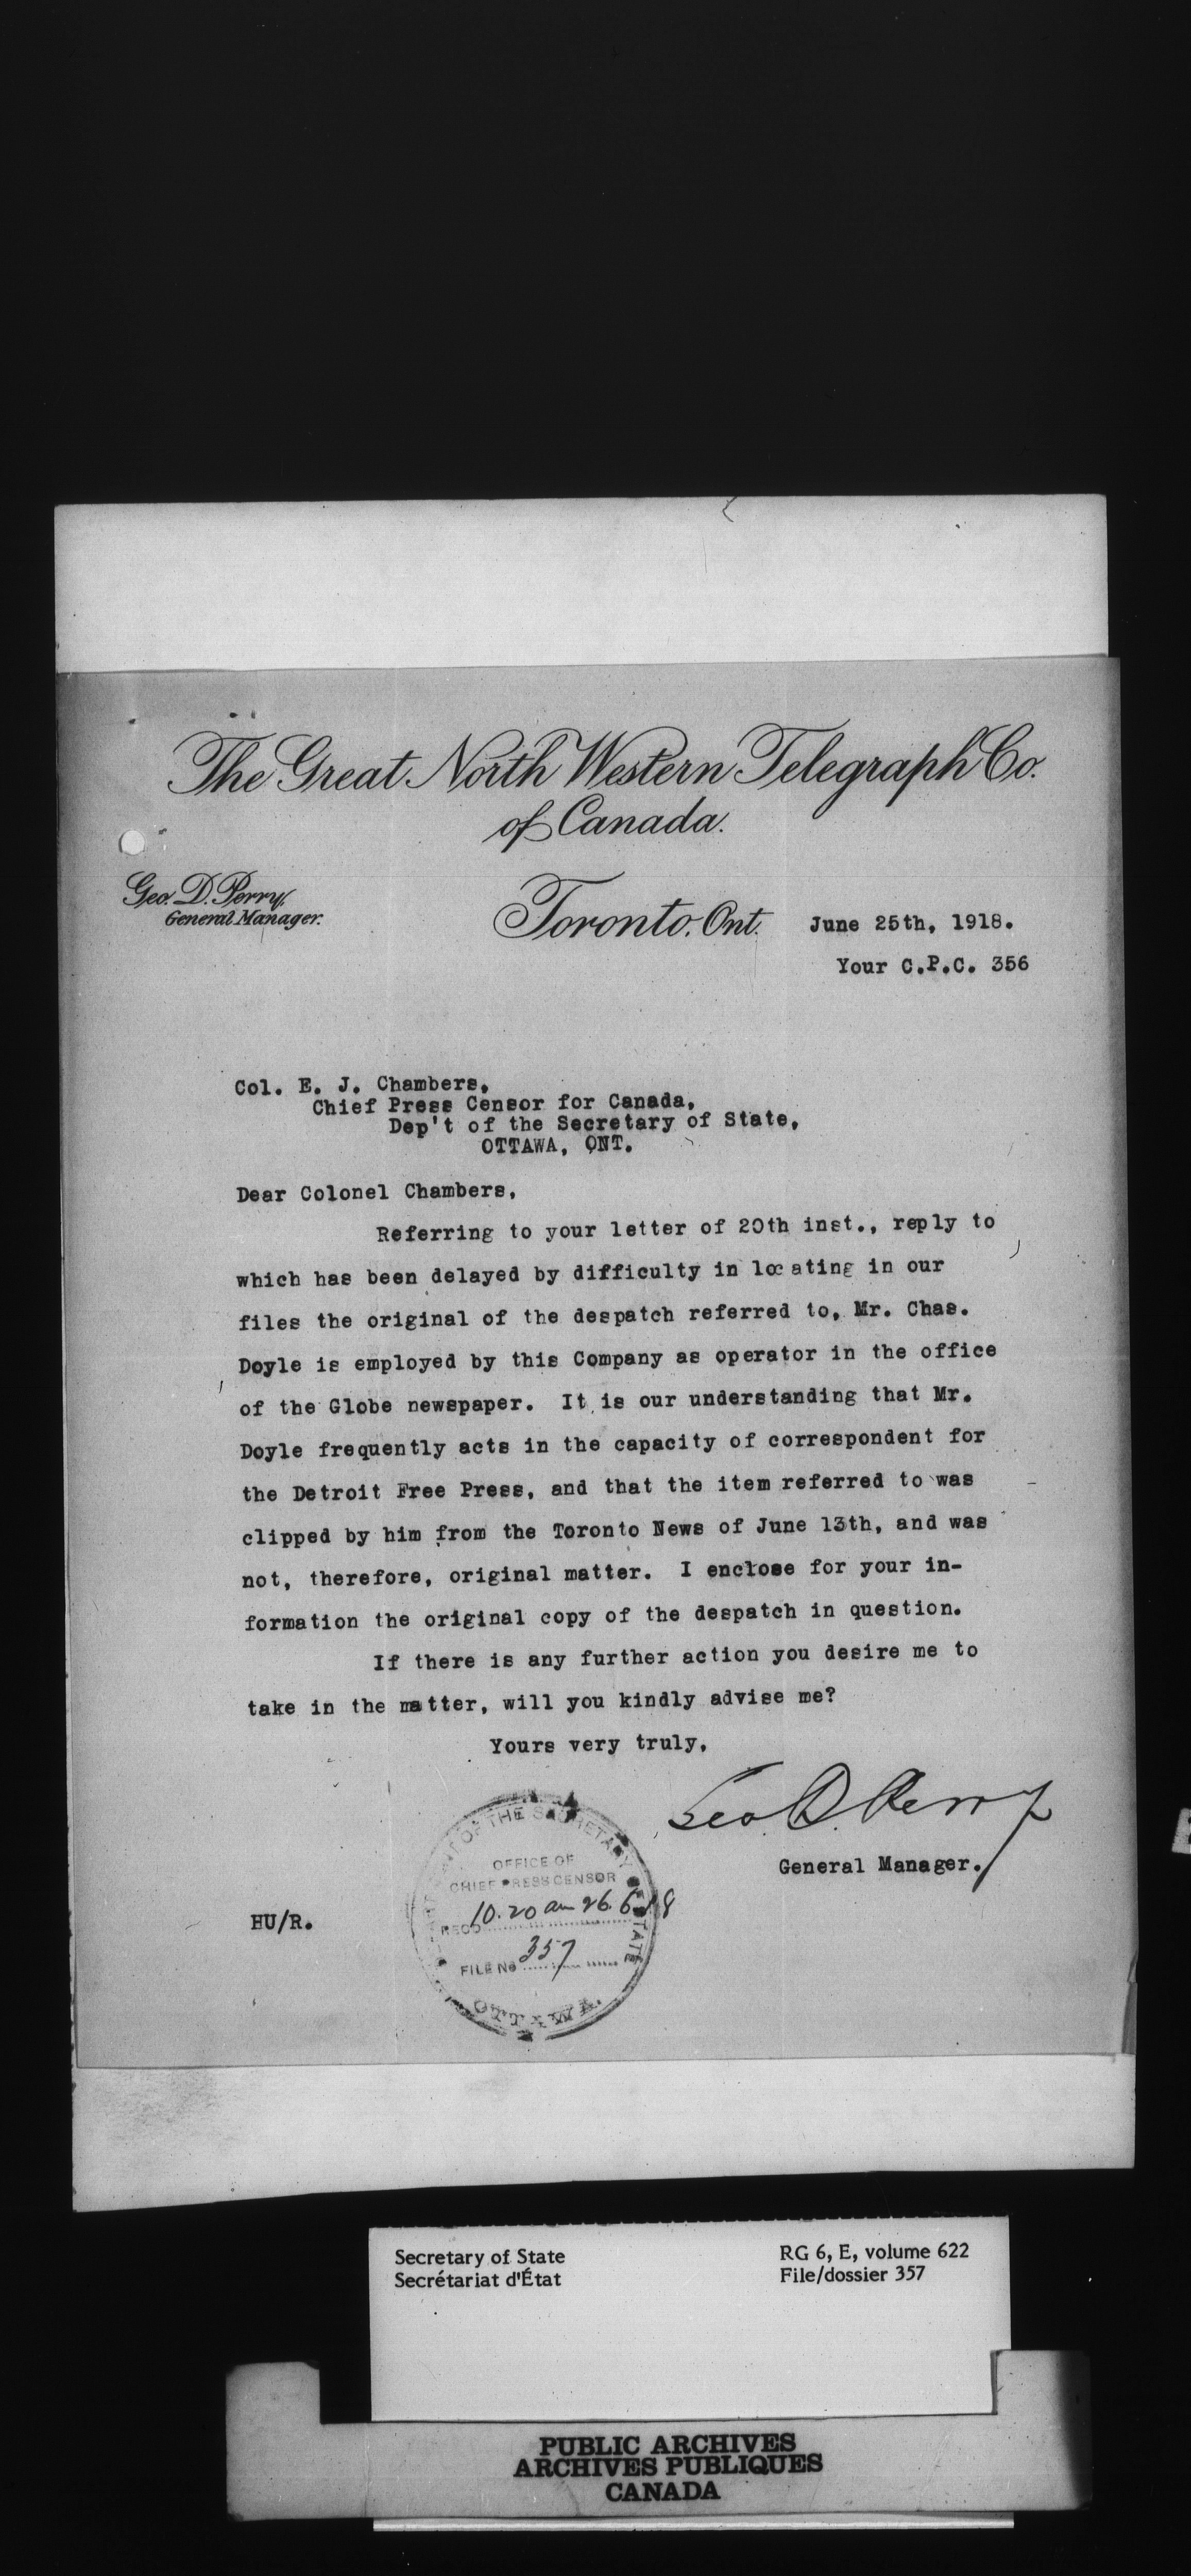 The Great North Western Telegraph Co.
of Canada.
Geo. D. Perry,
General Manager.
Toronto, Ont. June 25th, 1918.
Your C.P.C. 356
Col. E. J. Chambers,
Chief Press Censor for Canada,
Dep't of the Secretary of State,
OTTAWA, ONT.
Dear Colonel Chambers,
Referring to your letter of 20th inst., reply to
which has been delayed by difficulty in locating in our
files the original of the despatch referred to, Mr. Chas.
Doyle is employed by this Company as operator in the office
of the Globe newspaper. It is our understanding that Mr.
Doyle frequently acts in the capacity of correspondent for
the Detroit Free Press, and that the item referred to was
clipped by him from the Toronto News of June 13th, and was
not, therefore, original matter. I enclose for your in-
formation the original copy of the despatch in question.
If there is any further action you desire me to
take in the matter, will you kindly advise me?
Yours very truly,
Geo. D. Perry
General Manager.
HU/R.
OF THE SECRETARY OF STATE
OFFICE OF
CHIEF PRESS CENSOR
RECD 10.20 am 26.6.18
FILE No 357
OTTAWA.
Secretary of State
Secrétariat d'État
RG 6, E, volume 622
File/dossier 357
PUBLIC ARCHIVES
ARCHIVES PUBLIQUES
CANADA